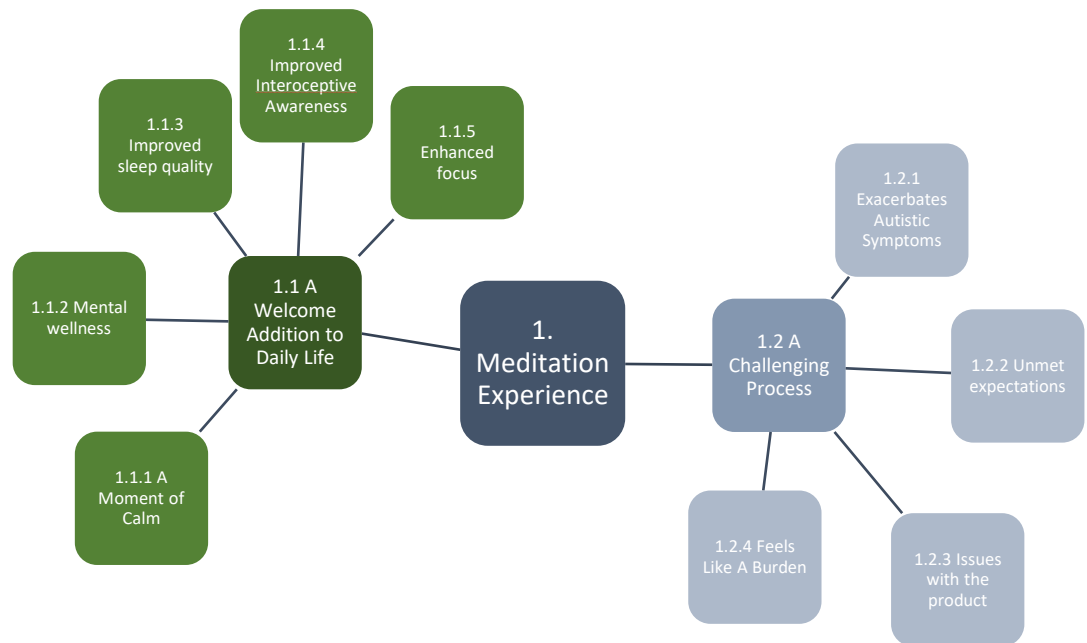 1.
Meditation
Experience
1.1 A
Welcome
Addition to
Daily Life
1.1.1 A
Moment of
Calm
1.1.2 Mental
wellness
1.1.3
Improved
sleep quality
1.1.4
Improved
Interoceptive
Awareness
1.1.5
Enhanced
focus
1.2 A
Challenging
Process
1.2.1
Exacerbates
Autistic
Symptoms
1.2.2 Unmet
expectations
1.2.3 Issues
with the
product
1.2.4 Feels
Like A Burden